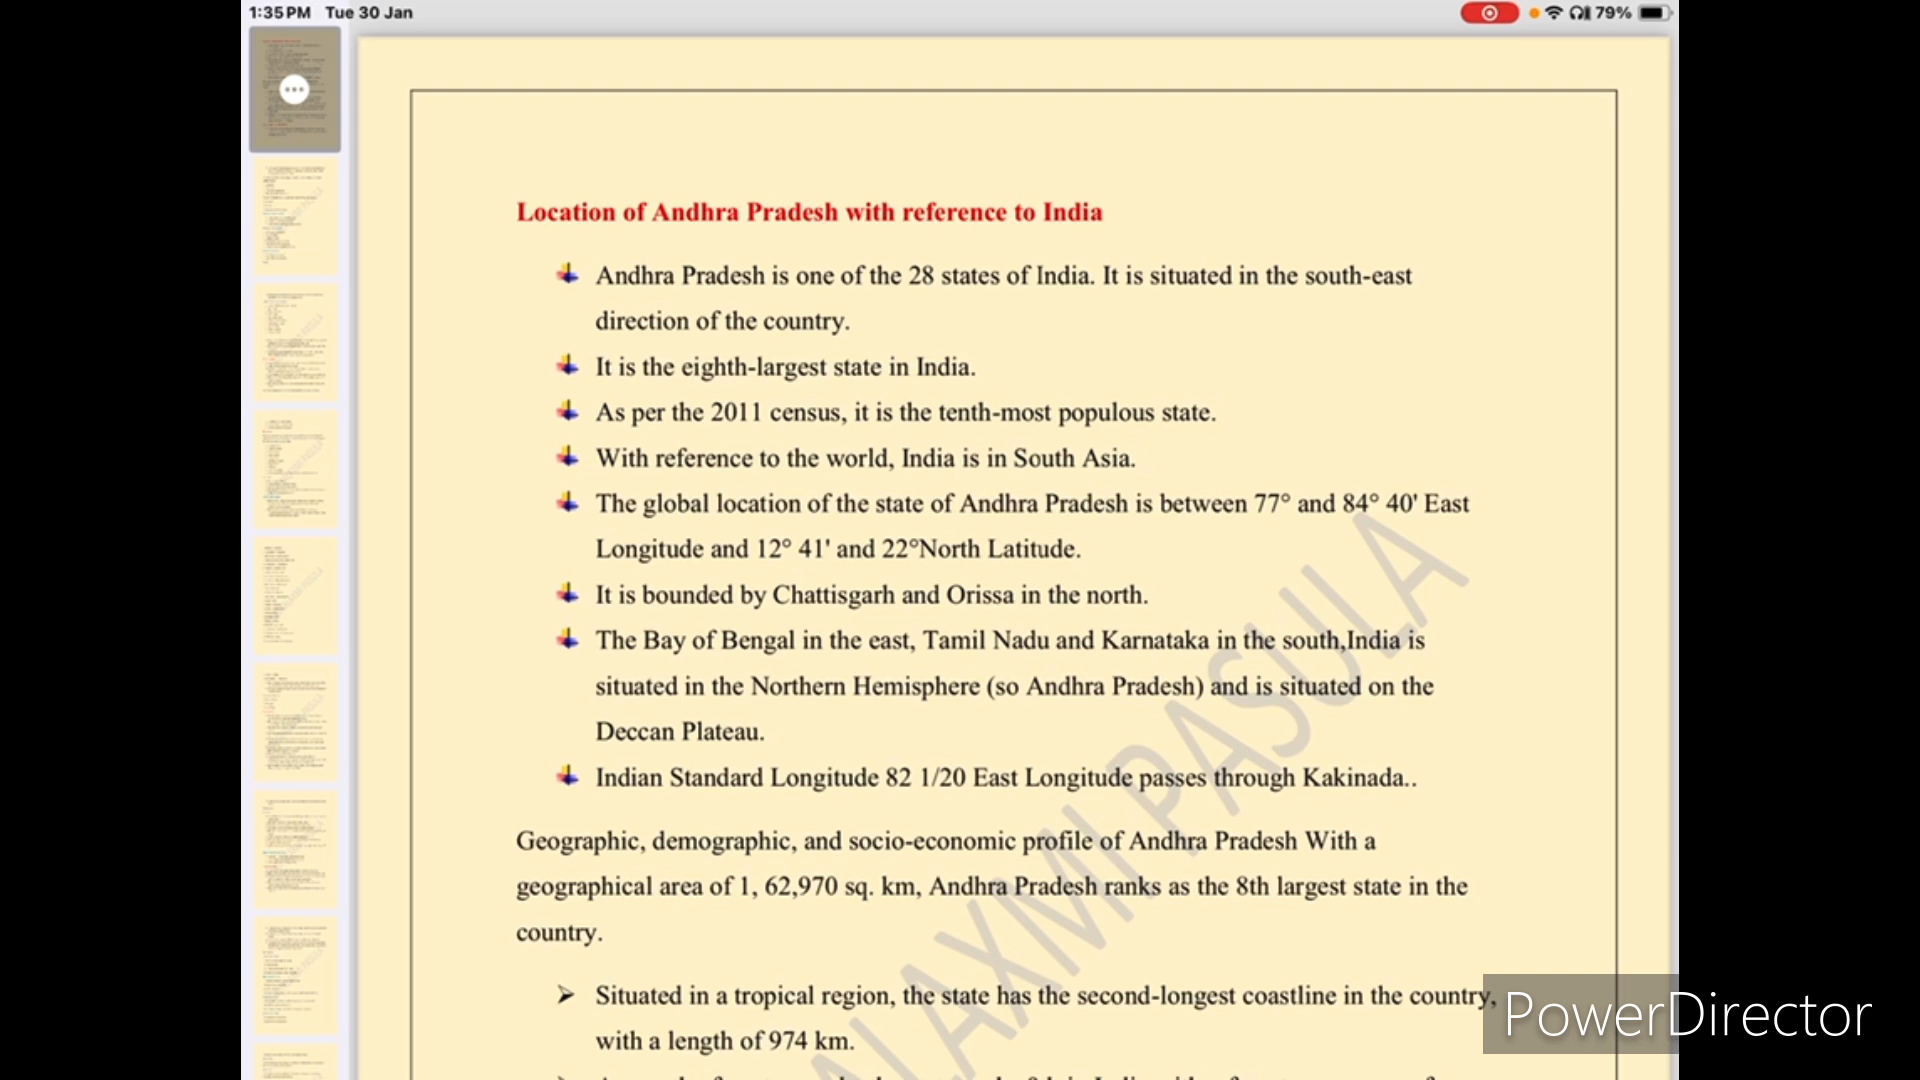 1:35 PM Tue 30 Jan
79%
Location of Andhra Pradesh with reference to India
Andhra Pradesh is one of the 28 states of India. It is situated in the south-east
direction of the country.
It is the eighth-largest state in India.
As per the 2011 census, it is the tenth-most populous state.
With reference to the world, India is in South Asia.
The global location of the state of Andhra Pradesh is between 77° and 84° 40' East
Longitude and 12° 41' and 22°North Latitude.
It is bounded by Chattisgarh and Orissa in the north.
The Bay of Bengal in the east, Tamil Nadu and Karnataka in the south,India is
situated in the Northern Hemisphere (so Andhra Pradesh) and is situated on the
Deccan Plateau.
Indian Standard Longitude 82 1/20 East Longitude passes through Kakinada..
Geographic, demographic, and socio-economic profile of Andhra Pradesh With a
geographical area of 1, 62,970 sq. km, Andhra Pradesh ranks as the 8th largest state in the
country.
Situated in a tropical region, the state has the second-longest coastline in the country,
with a length of 974 km.
ALAXMI PASULA
PowerDirector